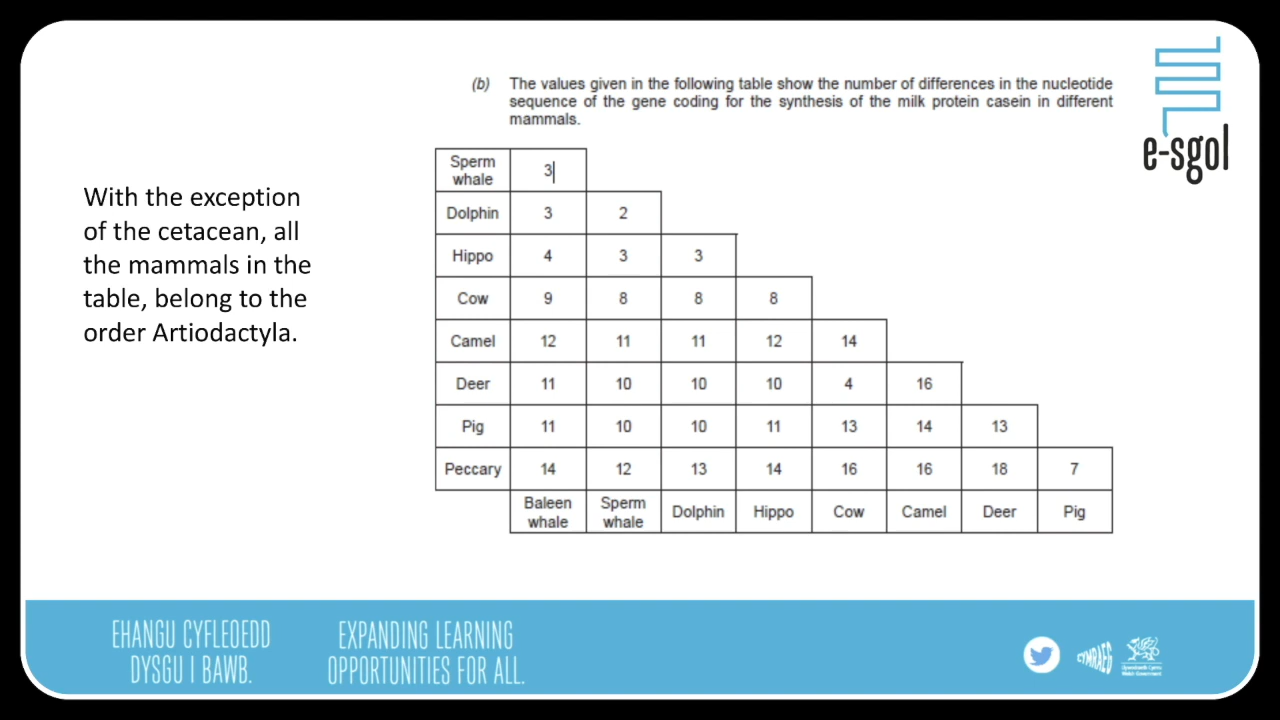 (b) The values given in the following table show the number of differences in the nucleotide
sequence of the gene coding for the synthesis of the milk protein casein in different
mammals.
e-sgol
With the exception
of the cetacean, all
the mammals in the
table, belong to the
order Artiodactyla.
Sperm
whale 3
Dolphin 3 2
Hippo 4 3 3
Cow 9 8 8 8
Camel 12 11 11 12 14
Deer 11 10 10 10 4 16
Pig 11 10 10 11 13 14 13
Peccary 14 12 13 14 16 16 18 7
Baleen Sperm Dolphin Hippo Cow Camel Deer Pig
whale whale
EHANGU CYFLEOEDD
DYSGU I BAWB.
EXPANDING LEARNING
OPPORTUNITIES FOR ALL.
CYMRAEG
Llywodraeth Cymru
Welsh Government